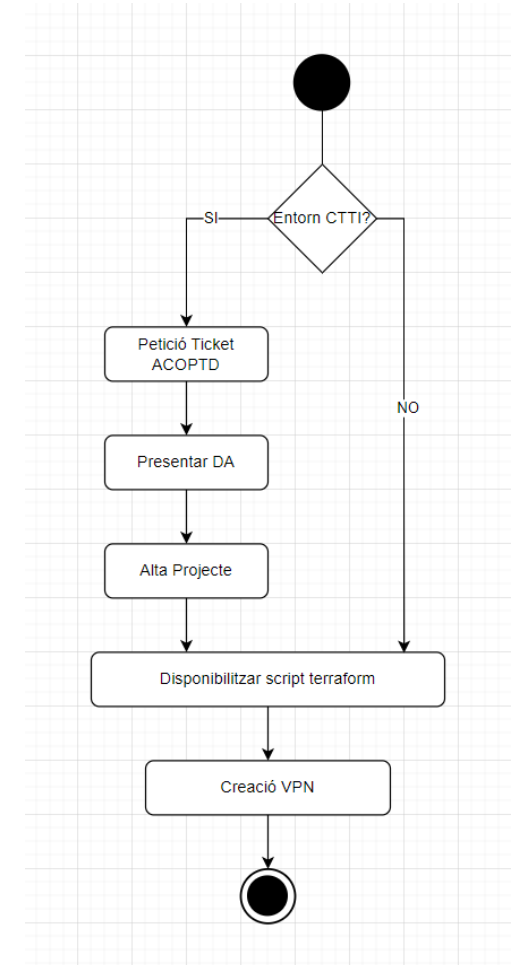 Entorn CTTI?
SI
NO
Petició Ticket
ACOPTD
Presentar DA
Alta Projecte
Disponibilitzar script terraform
Creació VPN